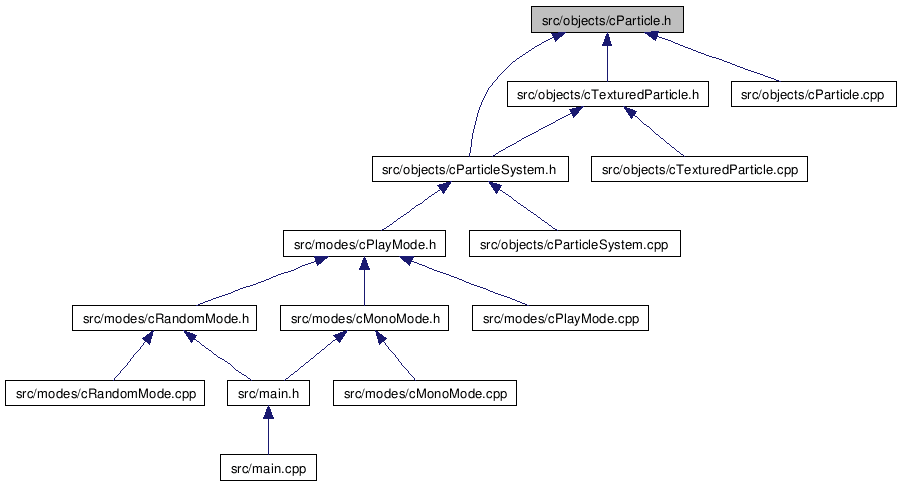 src/objects/cParticle.h
src/objects/cTexturedParticle.h
src/objects/cParticle.cpp
src/objects/cParticleSystem.h
src/objects/cTexturedParticle.cpp
src/modes/cPlayMode.h
src/objects/cParticleSystem.cpp
src/modes/cRandomMode.h
src/modes/cMonoMode.h
src/modes/cPlayMode.cpp
src/modes/cRandomMode.cpp
src/main.h
src/modes/cMonoMode.cpp
src/main.cpp